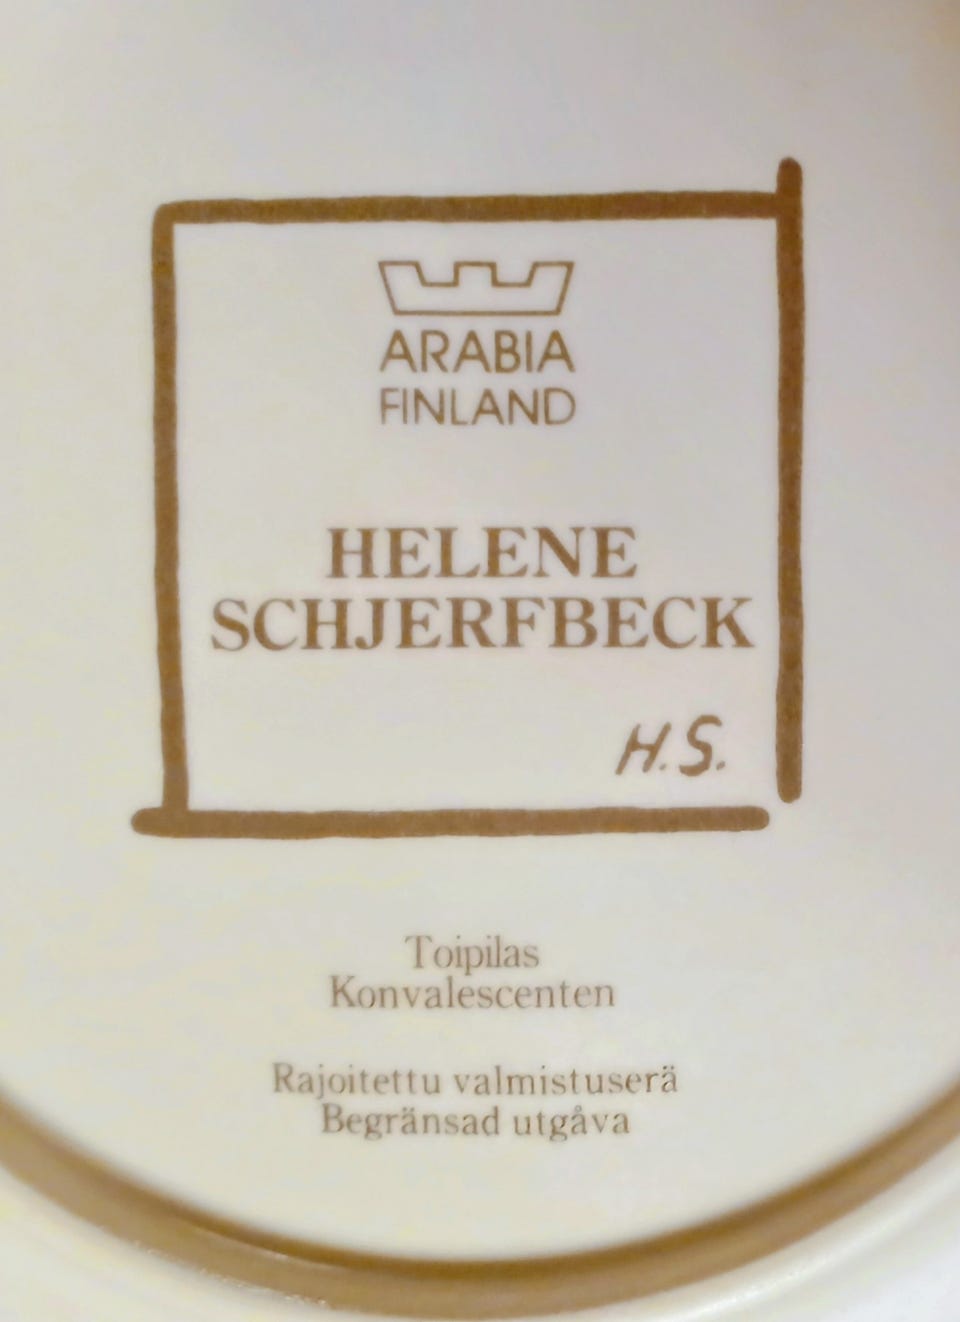 ARABIA
FINLAND
HELENE
SCHJERFBECK
H.S.
Toipilas
Konvalescenten
Rajoitettu valmistuserä
Begränsad utgåva